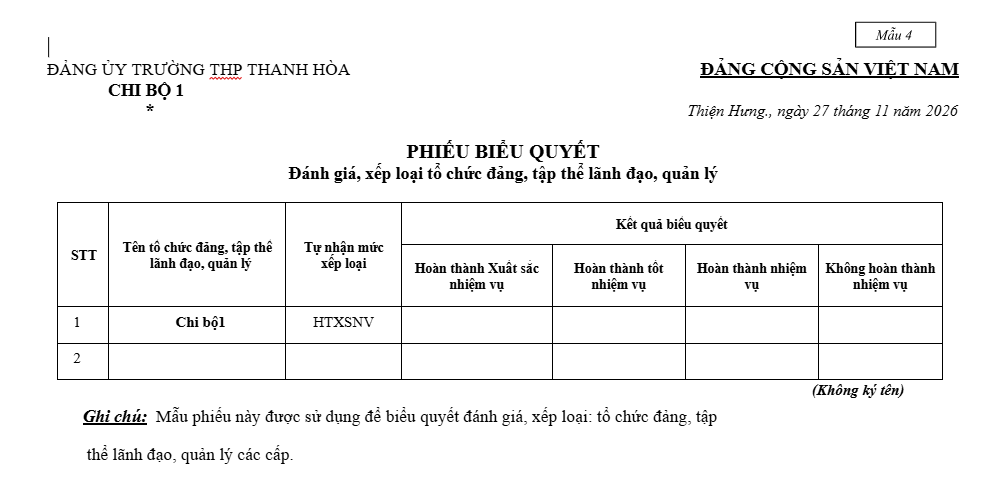 Mẫu 4
ĐẢNG ỦY TRƯỜNG THP THANH HÒA
ĐẢNG CỘNG SẢN VIỆT NAM
CHI BỘ 1
*
Thiện Hưng., ngày 27 tháng 11 năm 2026
PHIẾU BIỂU QUYẾT
Đánh giá, xếp loại tổ chức đảng, tập thể lãnh đạo, quản lý
STT
Tên tổ chức đảng, tập thể
lãnh đạo, quản lý
Tự nhận mức
xếp loại
Kết quả biểu quyết
Hoàn thành Xuất sắc
nhiệm vụ
Hoàn thành tốt
nhiệm vụ
Hoàn thành nhiệm
vụ
Không hoàn thành
nhiệm vụ
1
Chi bộ1
HTXSNV
2
(Không ký tên)
Ghi chú: Mẫu phiếu này được sử dụng để biểu quyết đánh giá, xếp loại: tổ chức đảng, tập
thể lãnh đạo, quản lý các cấp.